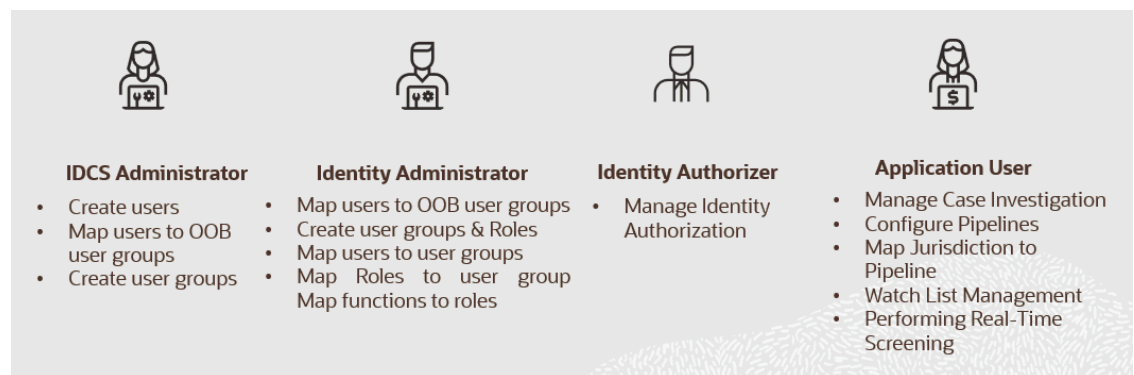 IDCS Administrator
• Create users
• Map users to OOB
user groups
• Create user groups
Identity Administrator
• Map users to OOB user groups
• Create user groups & Roles
• Map users to user groups
• Map Roles to user group
Map functions to roles
Identity Authorizer
• Manage Identity
Authorization
$
Application User
• Manage Case Investigation
• Configure Pipelines
• Map Jurisdiction to
Pipeline
• Watch List Management
• Performing Real-Time
Screening